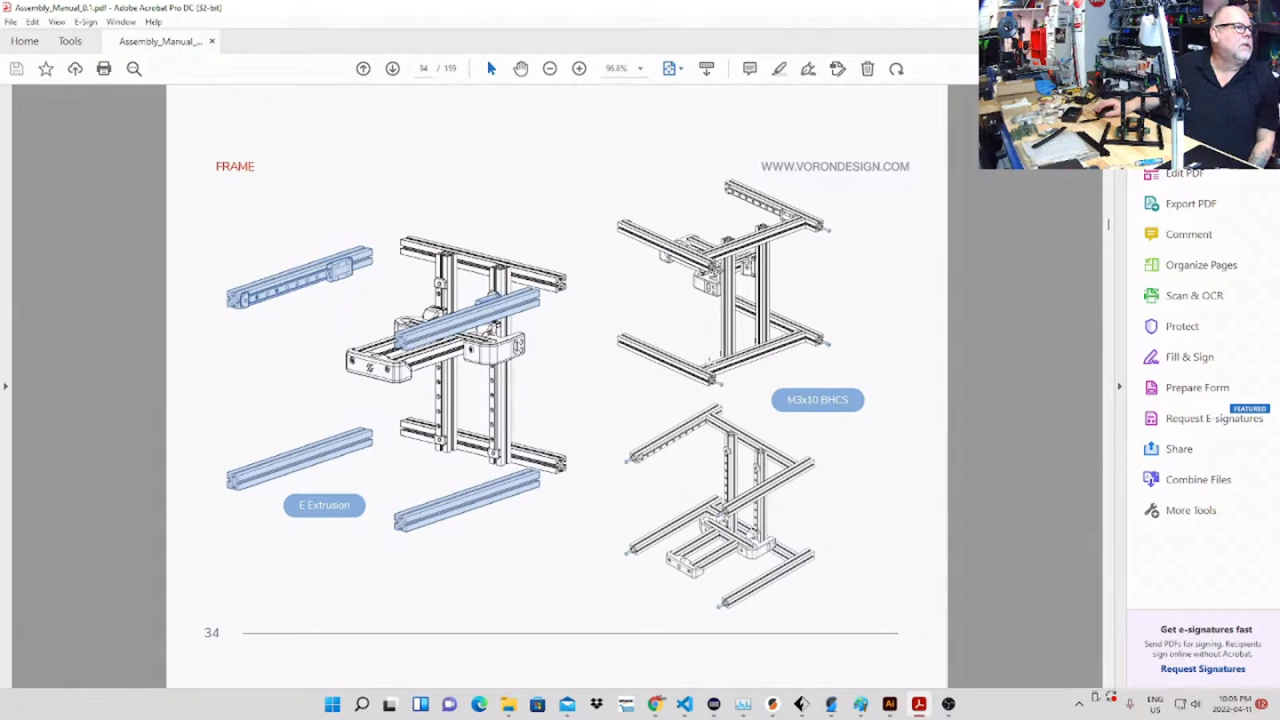 Assembly_Manual_0.1.pdf - Adobe Acrobat Pro DC (32-bit)
File Edit View E-Sign Window Help
Home Tools Assembly_Manual_... ×
34 / 159 96.8%
FRAME
WWW.VORONDESIGN.COM
M3x10 BHCS
E Extrusion
34
Edit PDF
Export PDF
Comment
Organize Pages
Scan & OCR
Protect
Fill & Sign
Prepare Form
FEATURED
Request E-signatures
Share
Combine Files
More Tools
Get e-signatures fast
Send PDFs for signing. Recipients
sign online without Acrobat.
Request Signatures
ENG
US
10:05 PM
2022-04-11
12